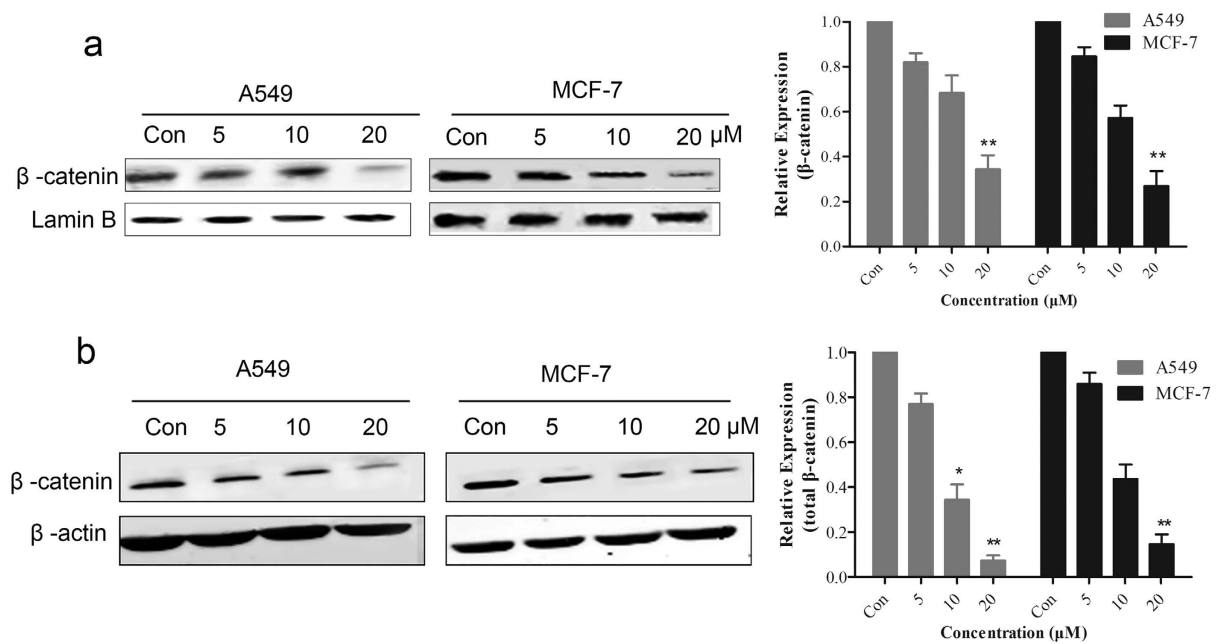 a
A549
MCF-7
Con 5 10 20
Con 5 10 20 μM
β -catenin
Lamin B
Relative Expression
(β-catenin)
1.0
0.8
0.6
0.4
0.2
0.0
A549
MCF-7
**
**
Con 5 10 20 Con 5 10 20
Concentration (μM)
b
A549
MCF-7
Con 5 10 20
Con 5 10 20 μM
β -catenin
β -actin
Relative Expression
(total β-catenin)
1.0
0.8
0.6
0.4
0.2
0.0
A549
MCF-7
*
**
**
Con 5 10 20 Con 5 10 20
Concentration (μM)